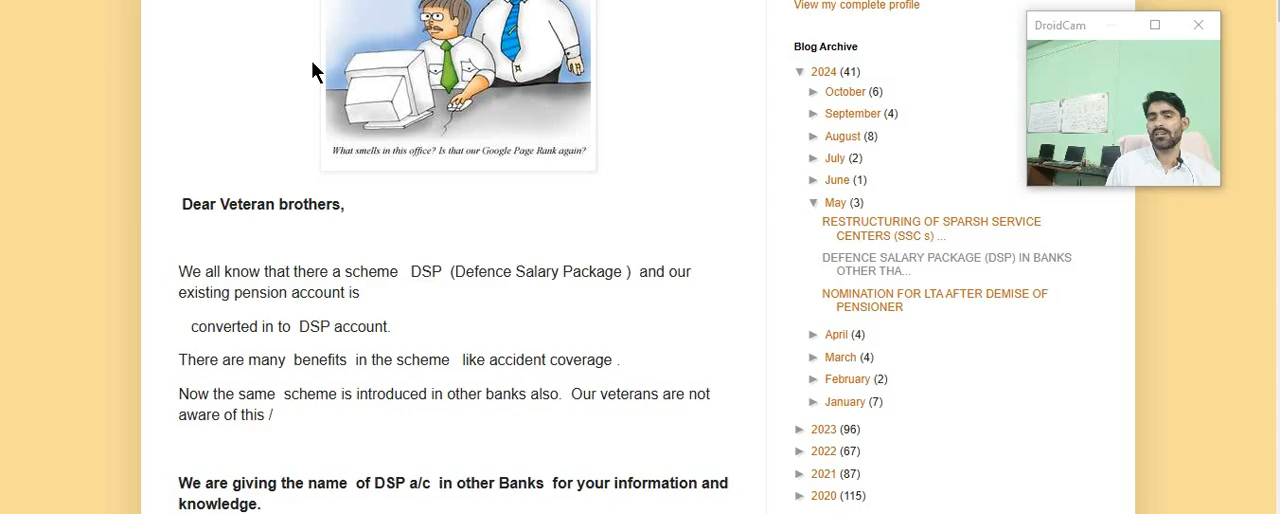 View my complete profile
DroidCam
Blog Archive
▼ 2024 (41)
► October (6)
► September (4)
► August (8)
► July (2)
► June (1)
▼ May (3)
RESTRUCTURING OF SPARSH SERVICE
CENTERS (SSC s) ...
DEFENCE SALARY PACKAGE (DSP) IN BANKS
OTHER THA...
NOMINATION FOR LTA AFTER DEMISE OF
PENSIONER
► April (4)
► March (4)
► February (2)
► January (7)
► 2023 (96)
► 2022 (67)
► 2021 (87)
► 2020 (115)
What smells in this office? Is that our Google Page Rank again?
Dear Veteran brothers,
We all know that there a scheme DSP (Defence Salary Package ) and our
existing pension account is
converted in to DSP account.
There are many benefits in the scheme like accident coverage .
Now the same scheme is introduced in other banks also. Our veterans are not
aware of this /
We are giving the name of DSP a/c in other Banks for your information and
knowledge.